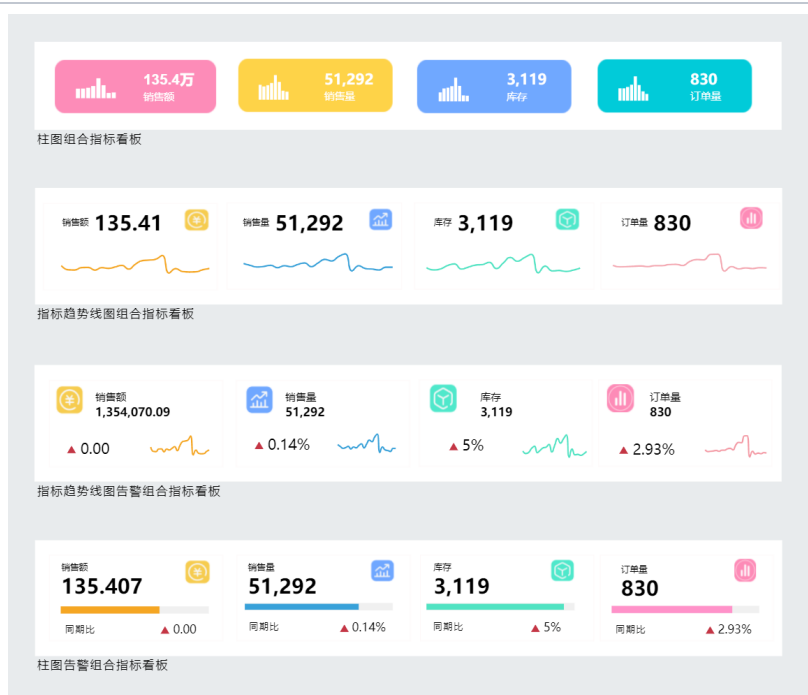 135.4万 51,292 3,119 830
销售额 销售量 库存 订单量
柱图组合指标看板
销售额 135.41 销售量 51,292 库存 3,119 订单量 830
指标趋势线图组合指标看板
销售额 销售量 库存 订单量
1,354,070.09 51,292 3,119 830
▲ 0.00 ▲ 0.14% ▲ 5% ▲ 2.93%
指标趋势线图告警组合指标看板
销售额 销售量 库存 订单量
135.407 51,292 3,119 830
同期比 ▲ 0.00 同期比 ▲ 0.14% 同期比 ▲ 5% 同期比 ▲ 2.93%
柱图告警组合指标看板